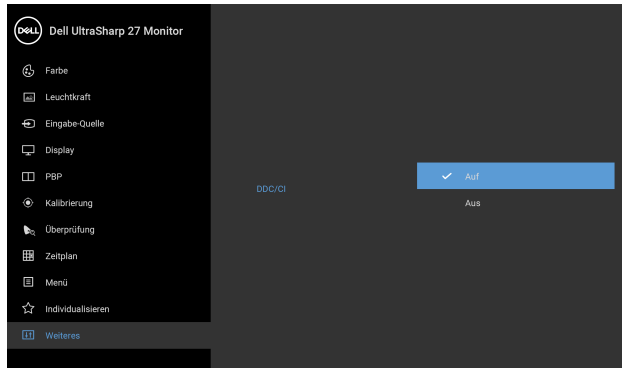 DELL Dell UltraSharp 27 Monitor
Farbe
Leuchtkraft
Eingabe-Quelle
Display
PBP
Kalibrierung
Überprüfung
Zeitplan
Menü
Individualisieren
Weiteres
DDC/CI
Auf
Aus